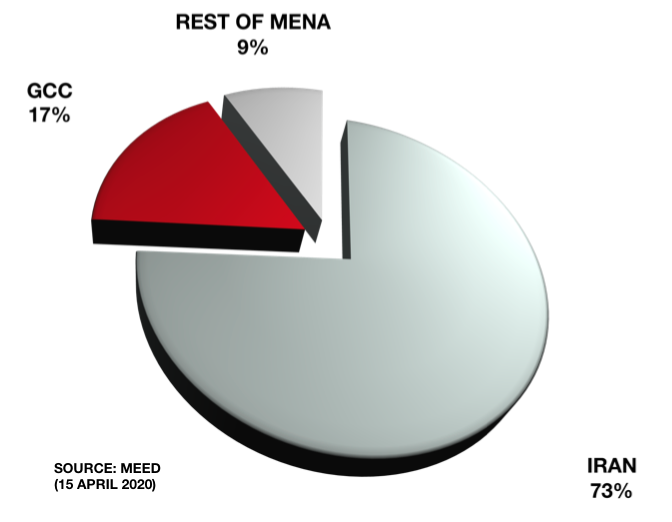 REST OF MENA
9%
GCC
17%
SOURCE: MEED
(15 APRIL 2020)
IRAN
73%